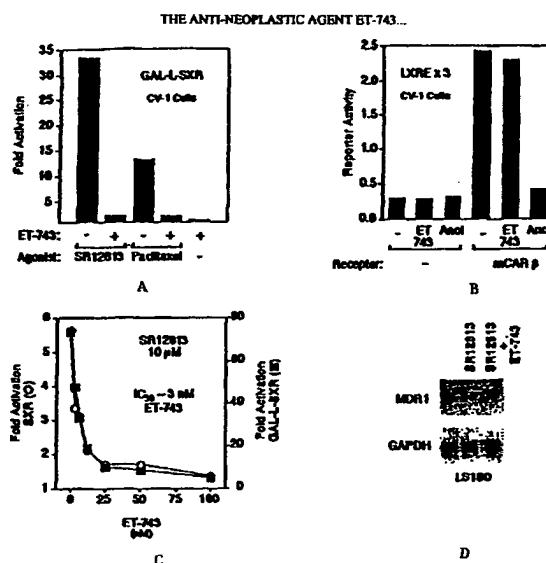 THE ANTI-NEOPLASTIC AGENT ET-743...
35
30
25
20
15
10
5
Fold Activation
GAL-L-SXR
CV-1 Cells
ET-743: - + - + +
Agonist: SR12813 Paclitaxel -
A
2.5
2.0
1.5
1.0
0.5
0.0
Reporter Activity
LXRE x 3
CV-1 Cells
- ET 743 Anol - ET 743 Anol
Receptor: - mCAR β
B
6
5
4
3
2
1
Fold Activation
SXR (O)
SR12813
10 μM
IC50 ~ 3 nM
ET-743
80
60
40
20
0
Fold Activation
GAL-L-SXR (■)
0 25 50 75 100
ET-743
(nM)
C
SR12813
SR12813 + ET-743
MDR1
GAPDH
LS180
D